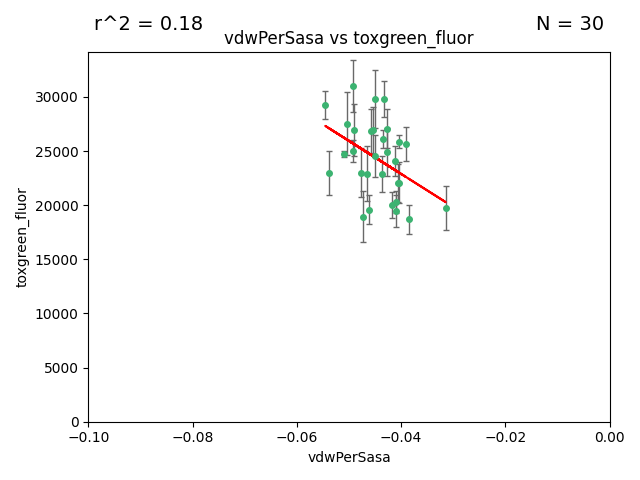 r^2 = 0.18
N = 30
vdwPerSasa vs toxgreen_fluor
toxgreen_fluor
30000
25000
20000
15000
10000
5000
0
−0.10
−0.08
−0.06
−0.04
−0.02
0.00
vdwPerSasa